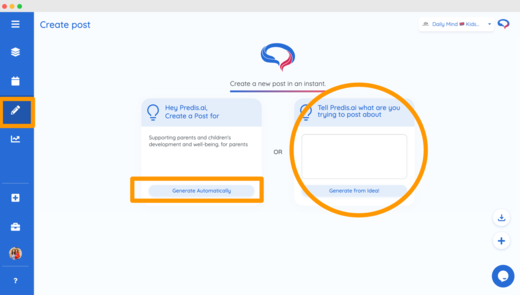 Create post
Daily Mind Kids...
Create a new post in an instant.
Hey Predis.ai,
Create a Post for
Supporting parents and children's
development and well-being. for parents
Generate Automatically
OR
Tell Predis.ai what are you
trying to post about
Generate from Idea!
?